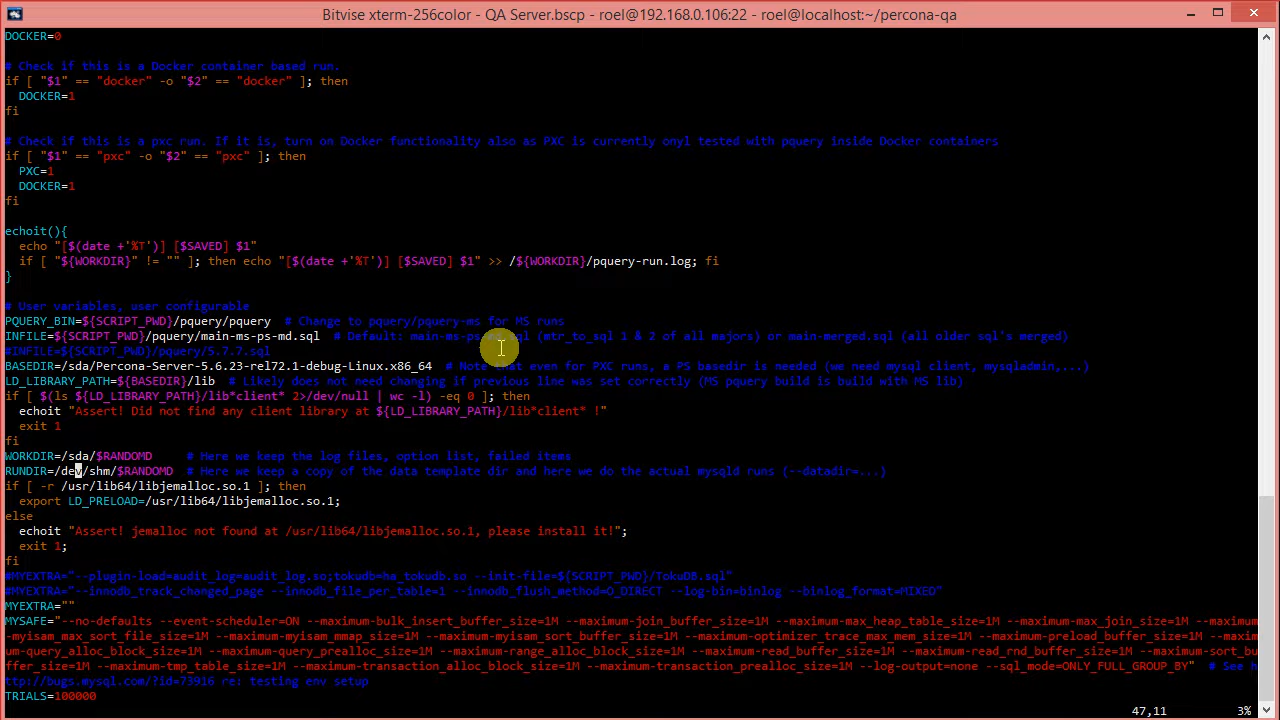 Bitvise xterm-256color - QA Server.bscp - roel@192.168.0.106:22 - roel@localhost:~/percona-qa
DOCKER=0
# Check if this is a Docker container based run.
if [ "$1" == "docker" -o "$2" == "docker" ]; then
DOCKER=1
fi
# Check if this is a pxc run. If it is, turn on Docker functionality also as PXC is currently onyl tested with pquery inside Docker containers
if [ "$1" == "pxc" -o "$2" == "pxc" ]; then
PXC=1
DOCKER=1
fi
echoit(){
echo "[$(date +'%T')] [$SAVED] $1"
if [ "${WORKDIR}" != "" ]; then echo "[$(date +'%T')] [$SAVED] $1" >> /${WORKDIR}/pquery-run.log; fi
}
# User variables, user configurable
PQUERY_BIN=${SCRIPT_PWD}/pquery/pquery  # Change to pquery/pquery-ms for MS runs
INFILE=${SCRIPT_PWD}/pquery/main-ms-ps-md.sql  # Default: main-ms-ps-md.sql (mtr_to_sql 1 & 2 of all majors) or main-merged.sql (all older sql's merged)
#INFILE=${SCRIPT_PWD}/pquery/5.7.7.sql
BASEDIR=/sda/Percona-Server-5.6.23-rel72.1-debug-Linux.x86_64  # Note that even for PXC runs, a PS basedir is needed (we need mysql client, mysqladmin,...)
LD_LIBRARY_PATH=${BASEDIR}/lib  # Likely does not need changing if previous line was set correctly (MS pquery build is build with MS lib)
if [ $(ls ${LD_LIBRARY_PATH}/lib*client* 2>/dev/null | wc -l) -eq 0 ]; then
echoit "Assert! Did not find any client library at ${LD_LIBRARY_PATH}/lib*client* !"
exit 1
fi
WORKDIR=/sda/$RANDOMD     # Here we keep the log files, option list, failed items
RUNDIR=/dev/shm/$RANDOMD  # Here we keep a copy of the data template dir and here we do the actual mysqld runs (--datadir=...)
if [ -r /usr/lib64/libjemalloc.so.1 ]; then
export LD_PRELOAD=/usr/lib64/libjemalloc.so.1;
else
echoit "Assert! jemalloc not found at /usr/lib64/libjemalloc.so.1, please install it!";
exit 1;
fi
#MYEXTRA="--plugin-load=audit_log=audit_log.so;tokudb=ha_tokudb.so --init-file=${SCRIPT_PWD}/TokuDB.sql"
#MYEXTRA="--innodb_track_changed_page --innodb_file_per_table=1 --innodb_flush_method=O_DIRECT --log-bin=binlog --binlog_format=MIXED"
MYEXTRA=""
MYSAFE="--no-defaults --event-scheduler=ON --maximum-bulk_insert_buffer_size=1M --maximum-join_buffer_size=1M --maximum-max_heap_table_size=1M --maximum-max_join_size=1M --maximum
-myisam_max_sort_file_size=1M --maximum-myisam_mmap_size=1M --maximum-myisam_sort_buffer_size=1M --maximum-optimizer_trace_max_mem_size=1M --maximum-preload_buffer_size=1M --maxim
um-query_alloc_block_size=1M --maximum-query_prealloc_size=1M --maximum-range_alloc_block_size=1M --maximum-read_buffer_size=1M --maximum-read_rnd_buffer_size=1M --maximum-sort_bu
ffer_size=1M --maximum-tmp_table_size=1M --maximum-transaction_alloc_block_size=1M --maximum-transaction_prealloc_size=1M --log-output=none --sql_mode=ONLY_FULL_GROUP_BY"  # See h
ttp://bugs.mysql.com/?id=73916 re: testing env setup
TRIALS=100000
47,11 3%